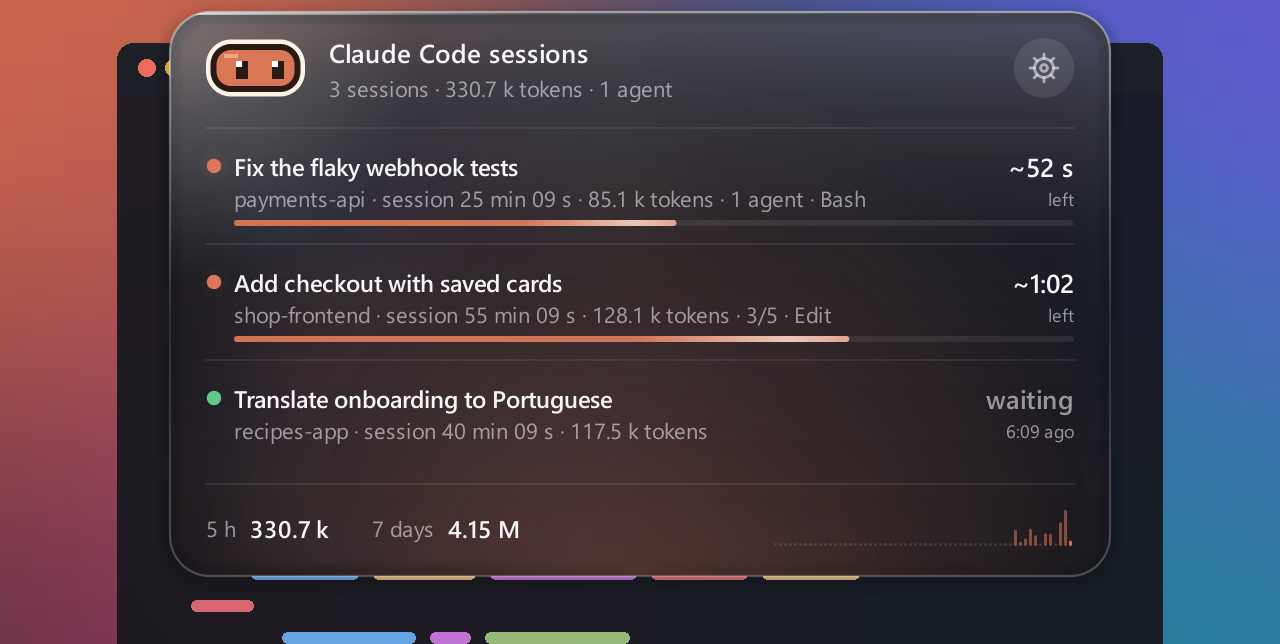 Claude Code sessions
3 sessions · 330.7 k tokens · 1 agent
Fix the flaky webhook tests
~52 s
payments-api · session 25 min 09 s · 85.1 k tokens · 1 agent · Bash
left
Add checkout with saved cards
~1:02
shop-frontend · session 55 min 09 s · 128.1 k tokens · 3/5 · Edit
left
Translate onboarding to Portuguese
waiting
recipes-app · session 40 min 09 s · 117.5 k tokens
6:09 ago
5 h 330.7 k 7 days 4.15 M